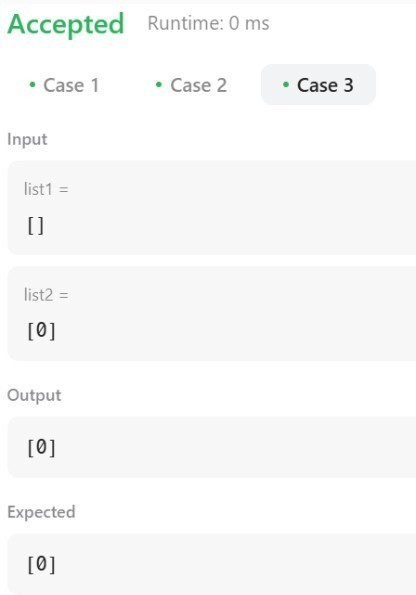 Accepted Runtime: 0 ms
• Case 1 • Case 2 • Case 3
Input
list1 =
[]
list2 =
[0]
Output
[0]
Expected
[0]